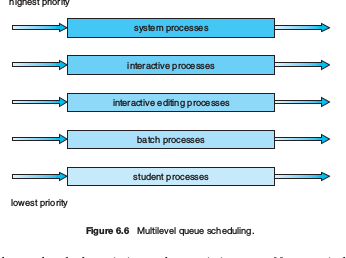 highest priority
system processes
interactive processes
interactive editing processes
batch processes
student processes
lowest priority
Figure 6.6 Multilevel queue scheduling.